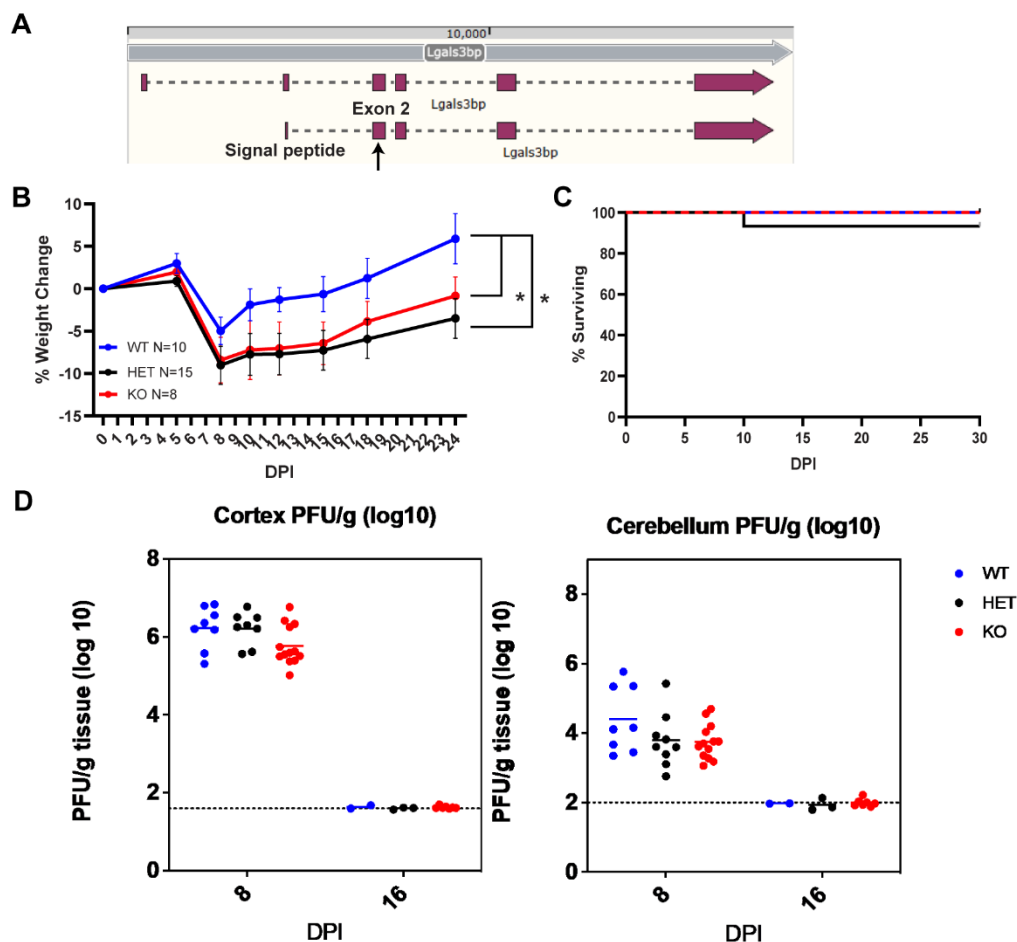 A
10,000
Lgals3bp
Exon 2
Lgals3bp
Signal peptide
Lgals3bp
B
10
5
0
-5
-10
-15
% Weight Change
WT N=10
HET N=15
KO N=8
* *
0 1 2 3 4 5 6 7 8 9 10 11 12 13 14 15 16 17 18 19 20 21 22 23 24
DPI
C
100
80
60
40
20
0
% Surviving
0 5 10 15 20 25 30
DPI
D
Cortex PFU/g (log10)
8
6
4
2
0
PFU/g tissue (log 10)
8 16
DPI
Cerebellum PFU/g (log10)
8
6
4
2
0
PFU/g tissue (log 10)
8 16
DPI
WT
HET
KO